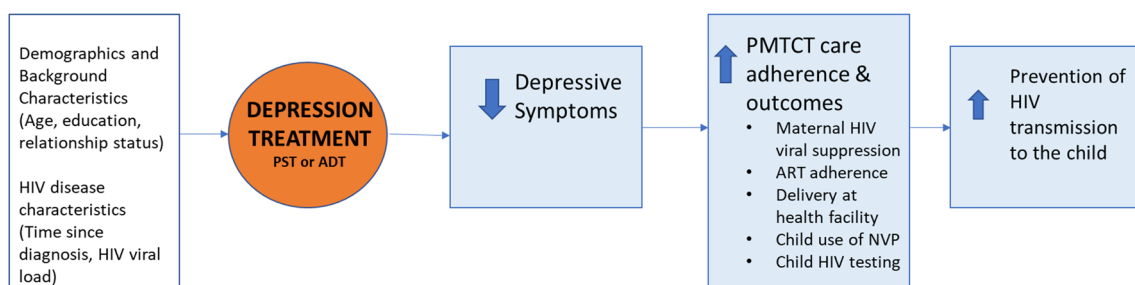 Demographics and
Background
Characteristics
(Age, education,
relationship status)
HIV disease
characteristics
(Time since
diagnosis, HIV viral
load)
DEPRESSION
TREATMENT
PST or ADT
Depressive
Symptoms
PMTCT care
adherence &
outcomes
• Maternal HIV
viral suppression
• ART adherence
• Delivery at
health facility
• Child use of NVP
• Child HIV testing
Prevention of
HIV
transmission
to the child